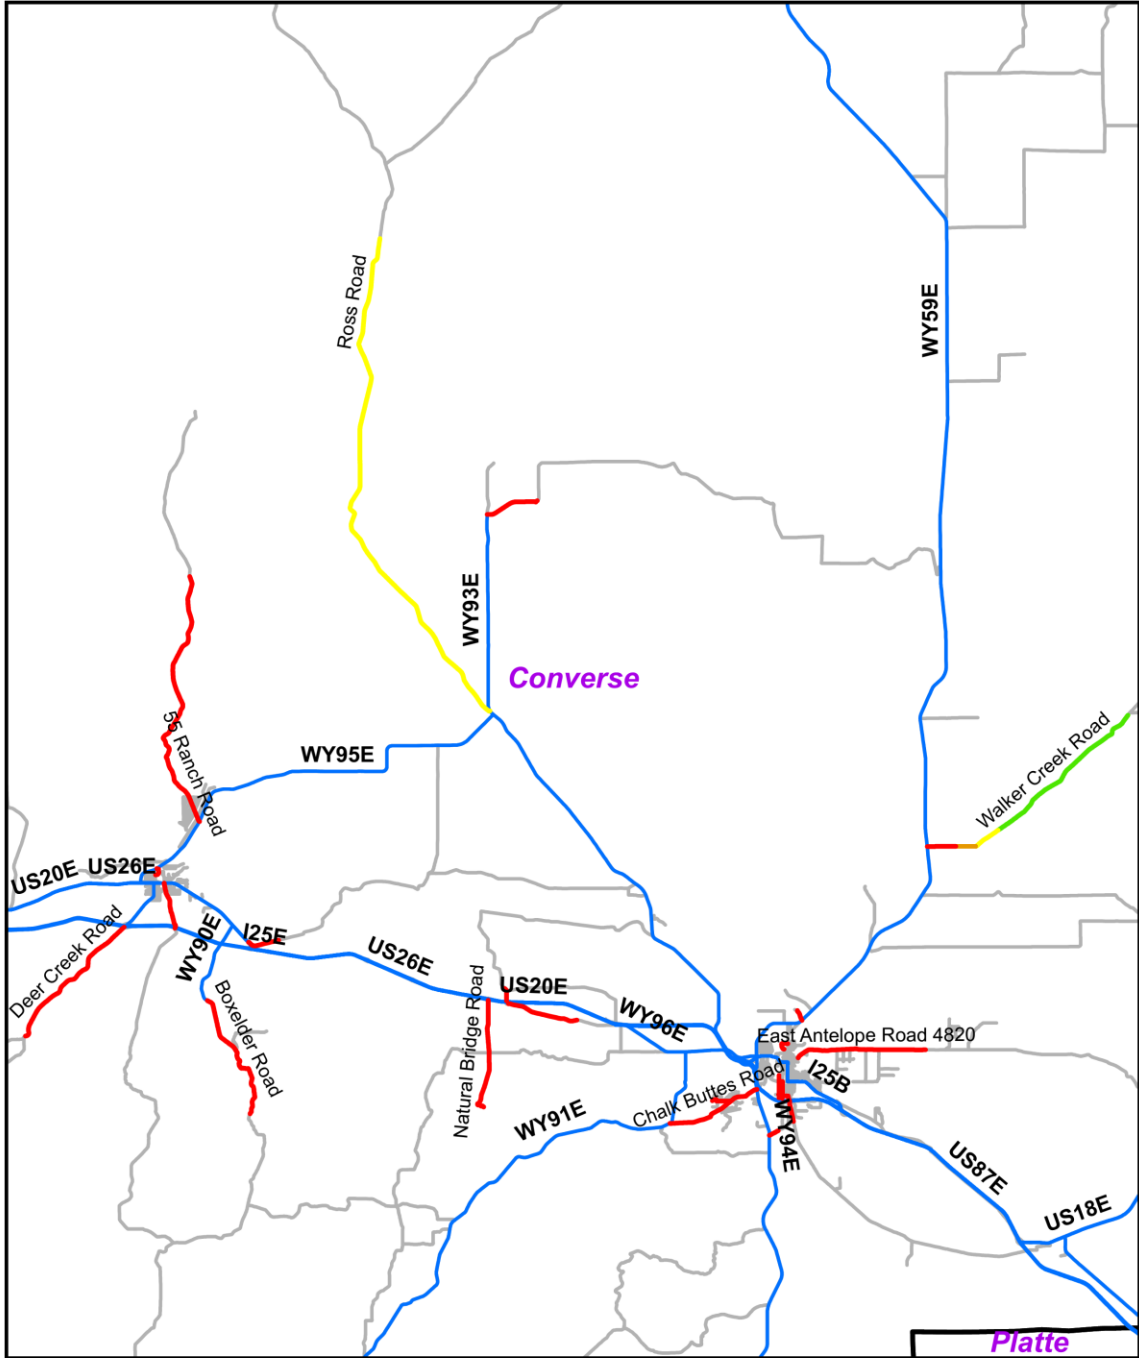 Ross Road
WY59E
WY93E
Converse
55 Ranch Road
WY95E
Walker Creek Road
US20E
US26E
Deer Creek Road
WY90E
I25E
US26E
Boxelder Road
Natural Bridge Road
US20E
WY96E
East Antelope Road 4820
I25B
Chalk Buttes Road
WY91E
WY94E
US87E
US18E
Platte